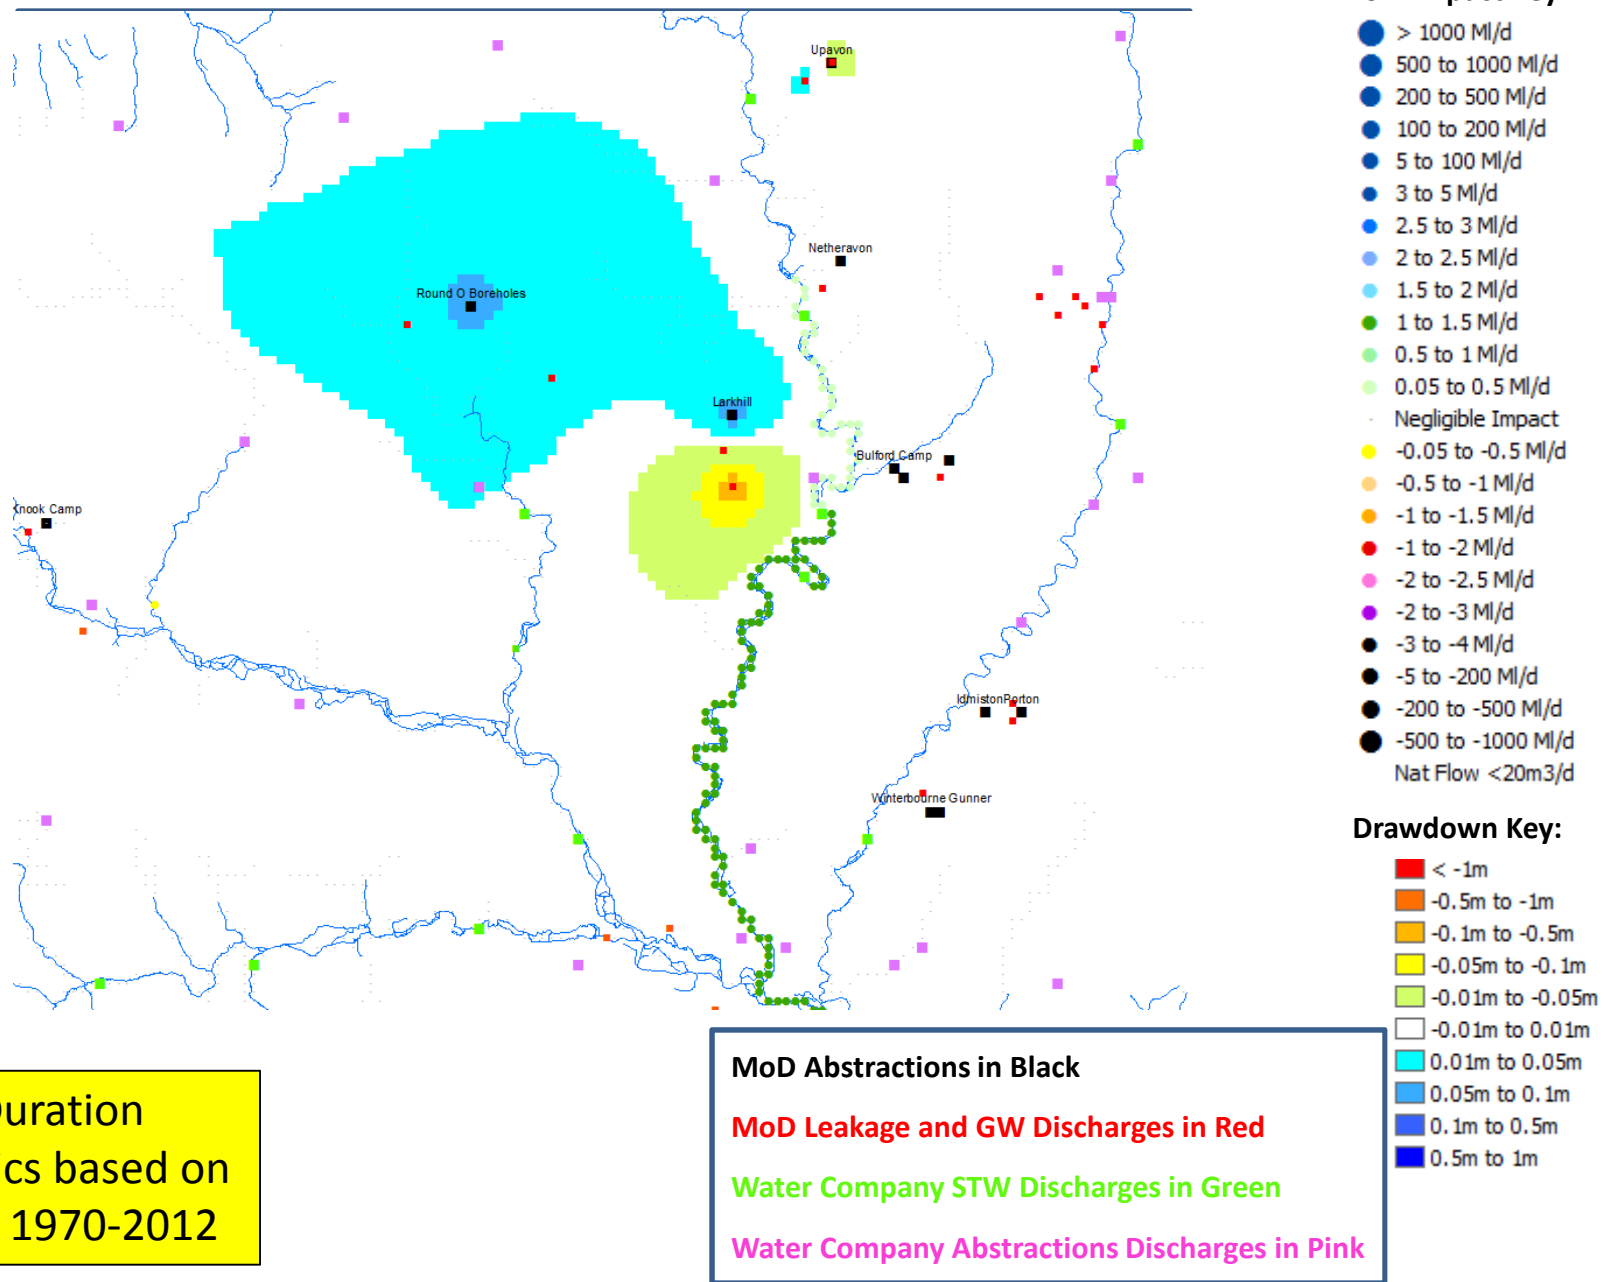 Upavon
Netheravon
Round O Boreholes
Larkhill
Bulford Camp
Knook Camp
Idmiston
Porton
Winterbourne Gunner
> 1000 Ml/d
500 to 1000 Ml/d
200 to 500 Ml/d
100 to 200 Ml/d
5 to 100 Ml/d
3 to 5 Ml/d
2.5 to 3 Ml/d
2 to 2.5 Ml/d
1.5 to 2 Ml/d
1 to 1.5 Ml/d
0.5 to 1 Ml/d
0.05 to 0.5 Ml/d
Negligible Impact
-0.05 to -0.5 Ml/d
-0.5 to -1 Ml/d
-1 to -1.5 Ml/d
-1 to -2 Ml/d
-2 to -2.5 Ml/d
-2 to -3 Ml/d
-3 to -4 Ml/d
-5 to -200 Ml/d
-200 to -500 Ml/d
-500 to -1000 Ml/d
Nat Flow <20m3/d
Drawdown Key:
< -1m
-0.5m to -1m
-0.1m to -0.5m
-0.05m to -0.1m
-0.01m to -0.05m
-0.01m to 0.01m
0.01m to 0.05m
0.05m to 0.1m
0.1m to 0.5m
0.5m to 1m
MoD Abstractions in Black
MoD Leakage and GW Discharges in Red
Water Company STW Discharges in Green
Water Company Abstractions Discharges in Pink
uration
ics based on
1970-2012